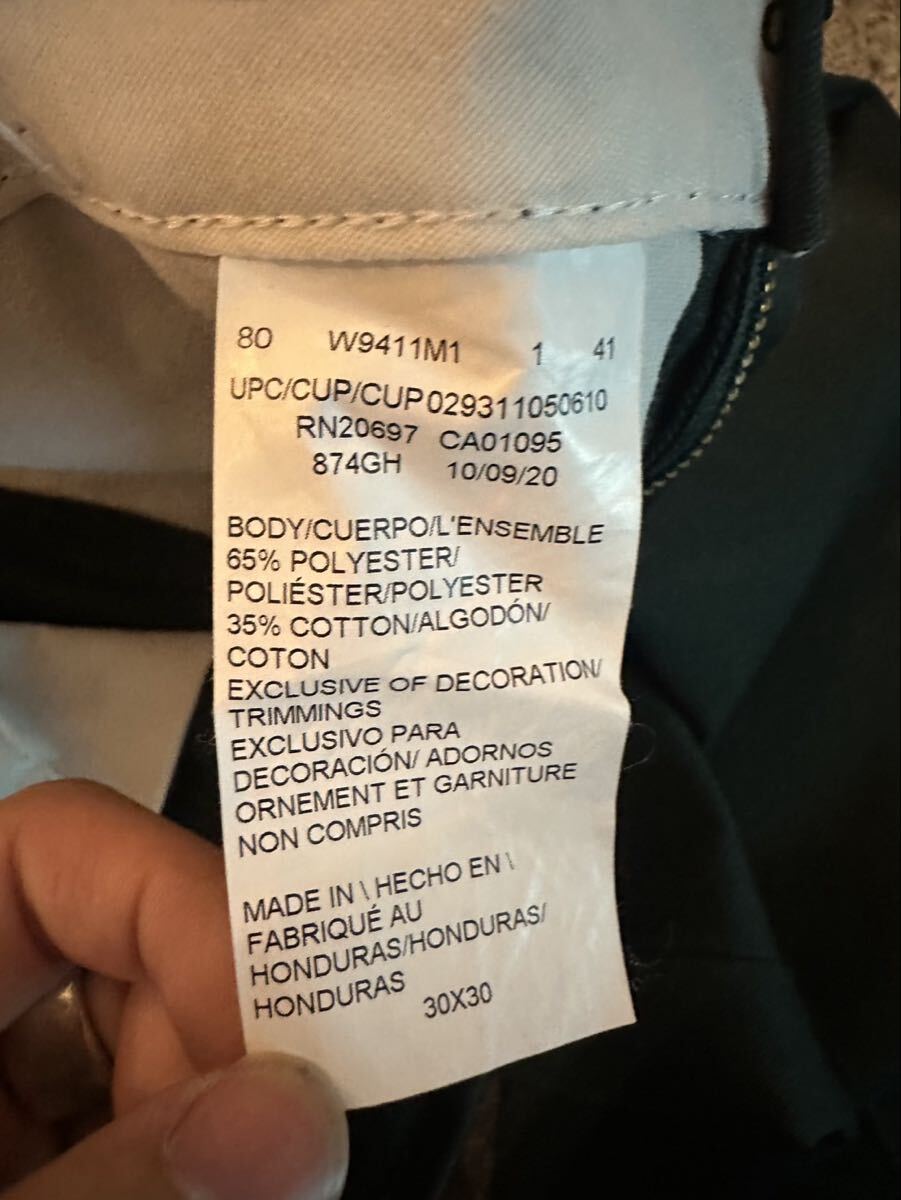 80 W9411M1 1 41
UPC/CUP/CUP 029311050610
RN20697 CA01095
874GH 10/09/20
BODY/CUERPO/L'ENSEMBLE
65% POLYESTER/
POLIÉSTER/POLYESTER
35% COTTON/ALGODÓN/
COTON
EXCLUSIVE OF DECORATION/
TRIMMINGS
EXCLUSIVO PARA
DECORACIÓN/ ADORNOS
ORNEMENT ET GARNITURE
NON COMPRIS
MADE IN \ HECHO EN \
FABRIQUÉ AU
HONDURAS/HONDURAS/
HONDURAS
30X30